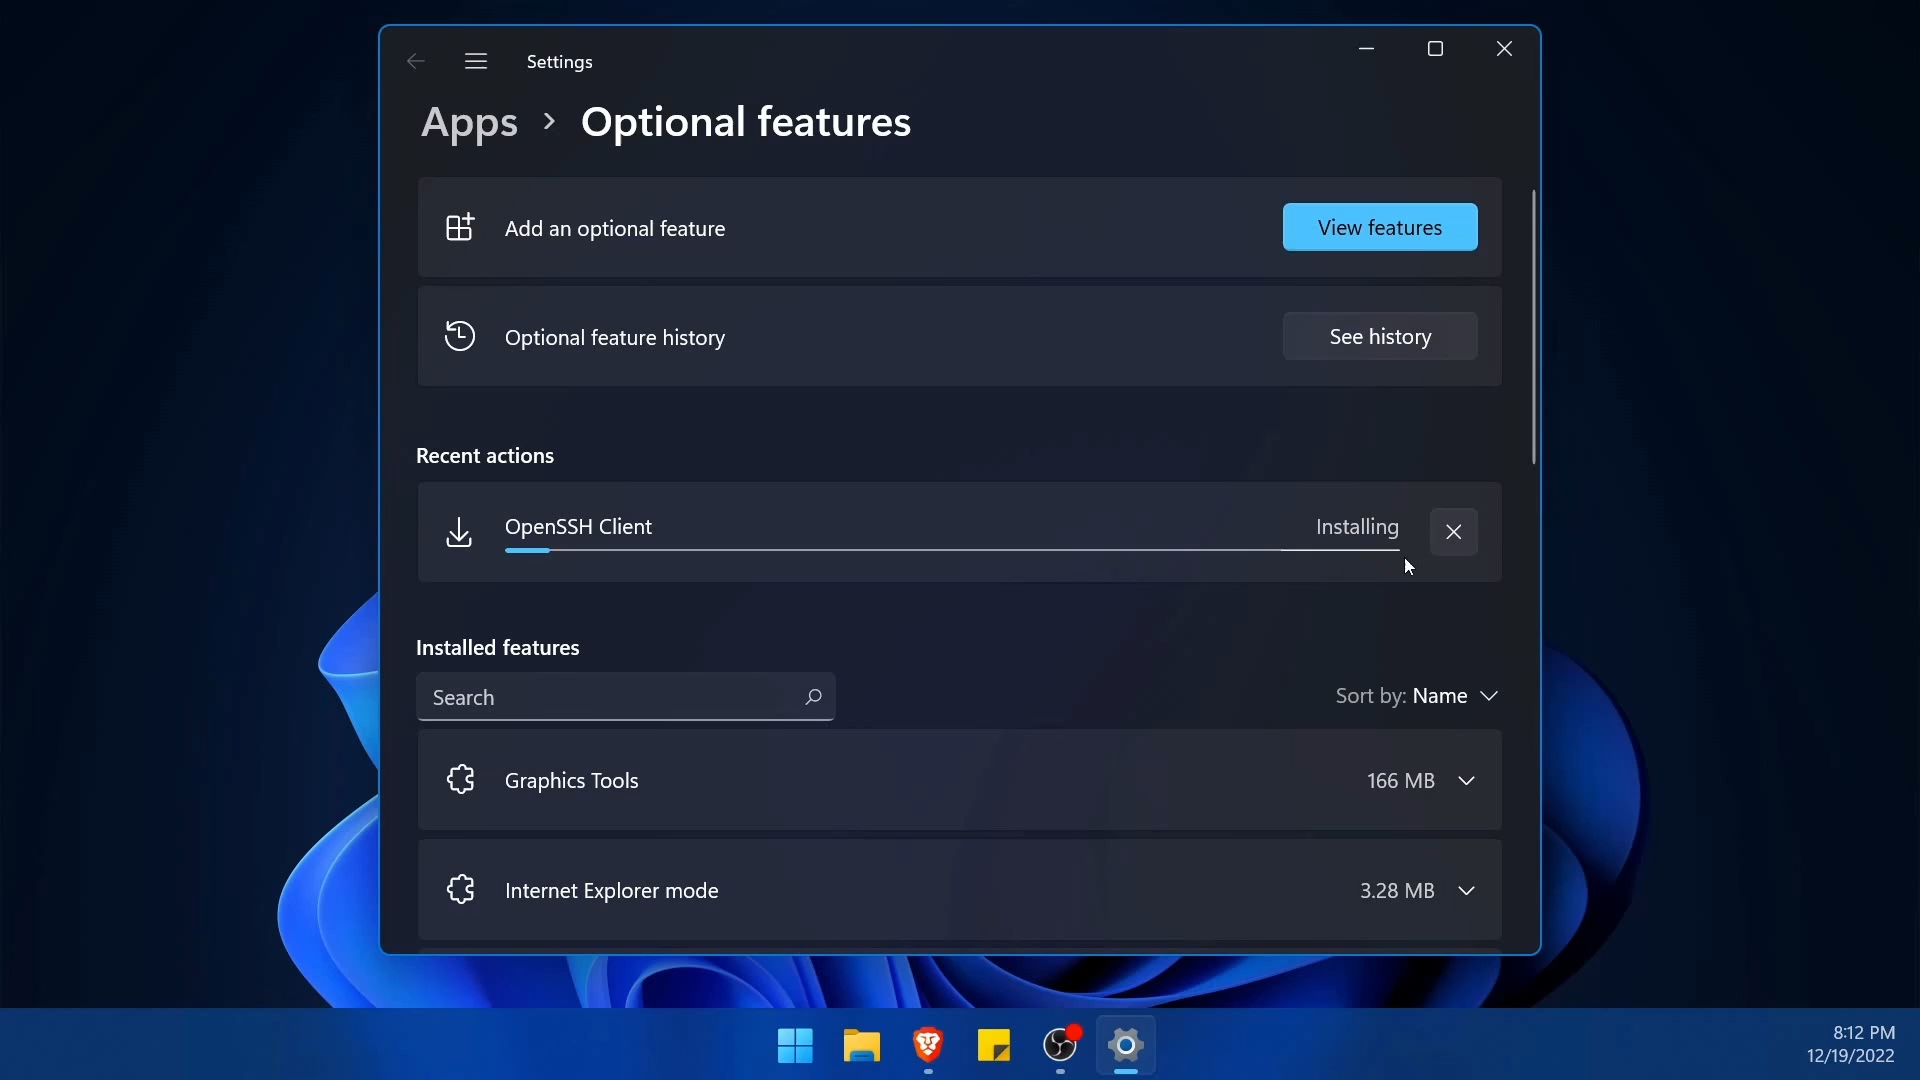 Settings
Apps > Optional features
Add an optional feature
View features
Optional feature history
See history
Recent actions
OpenSSH Client
Installing
Installed features
Search
Sort by: Name
Graphics Tools
166 MB
Internet Explorer mode
3.28 MB
8:12 PM
12/19/2022